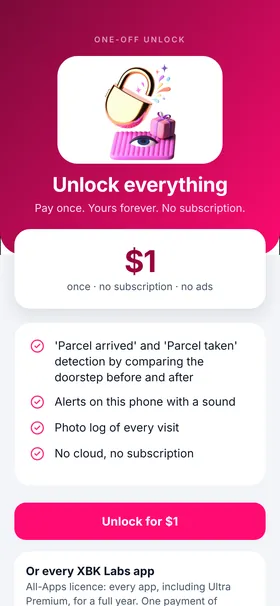 ONE-OFF UNLOCK
Unlock everything
Pay once. Yours forever. No subscription.
$1
once · no subscription · no ads
'Parcel arrived' and 'Parcel taken'
detection by comparing the
doorstep before and after
Alerts on this phone with a sound
Photo log of every visit
No cloud, no subscription
Unlock for $1
Or every XBK Labs app
All-Apps licence: every app, including Ultra
Premium, for a full year. One payment of